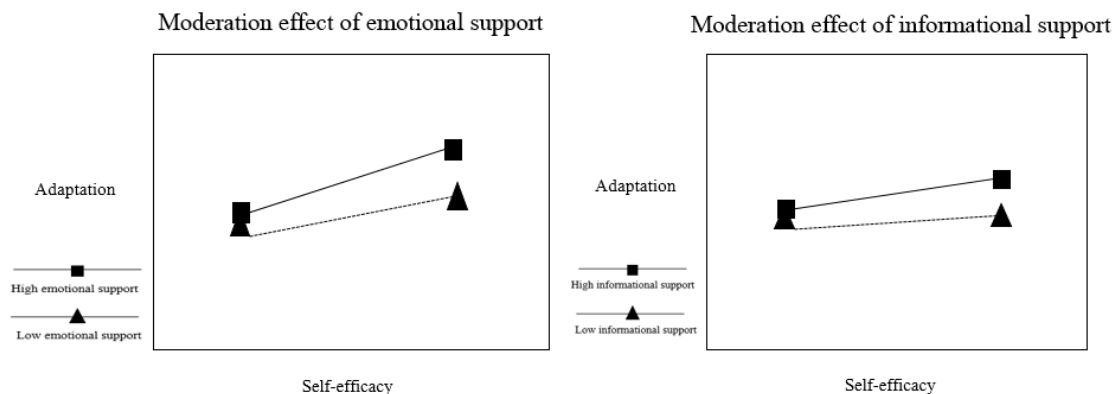 Moderation effect of emotional support
Adaptation
High emotional support
Low emotional support
Self-efficacy
Moderation effect of informational support
Adaptation
High informational support
Low informational support
Self-efficacy